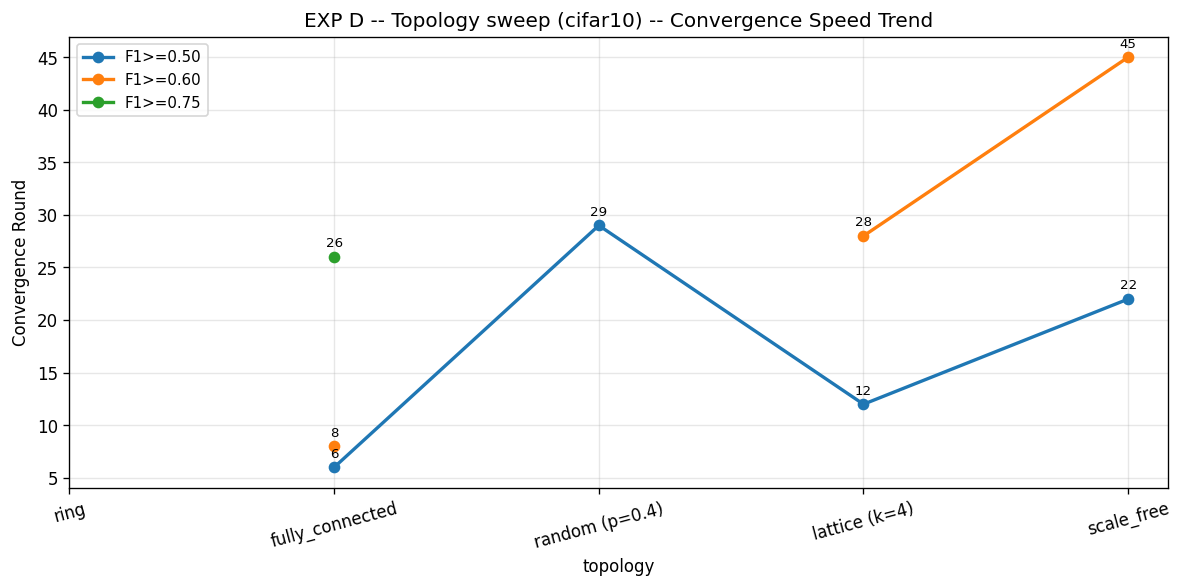 EXP D -- Topology sweep (cifar10) -- Convergence Speed Trend
F1>=0.50
F1>=0.60
F1>=0.75
Convergence Round
45
40
35
30
25
20
15
10
5
45
29
28
26
22
12
8
6
ring
fully_connected
random (p=0.4)
lattice (k=4)
scale_free
topology